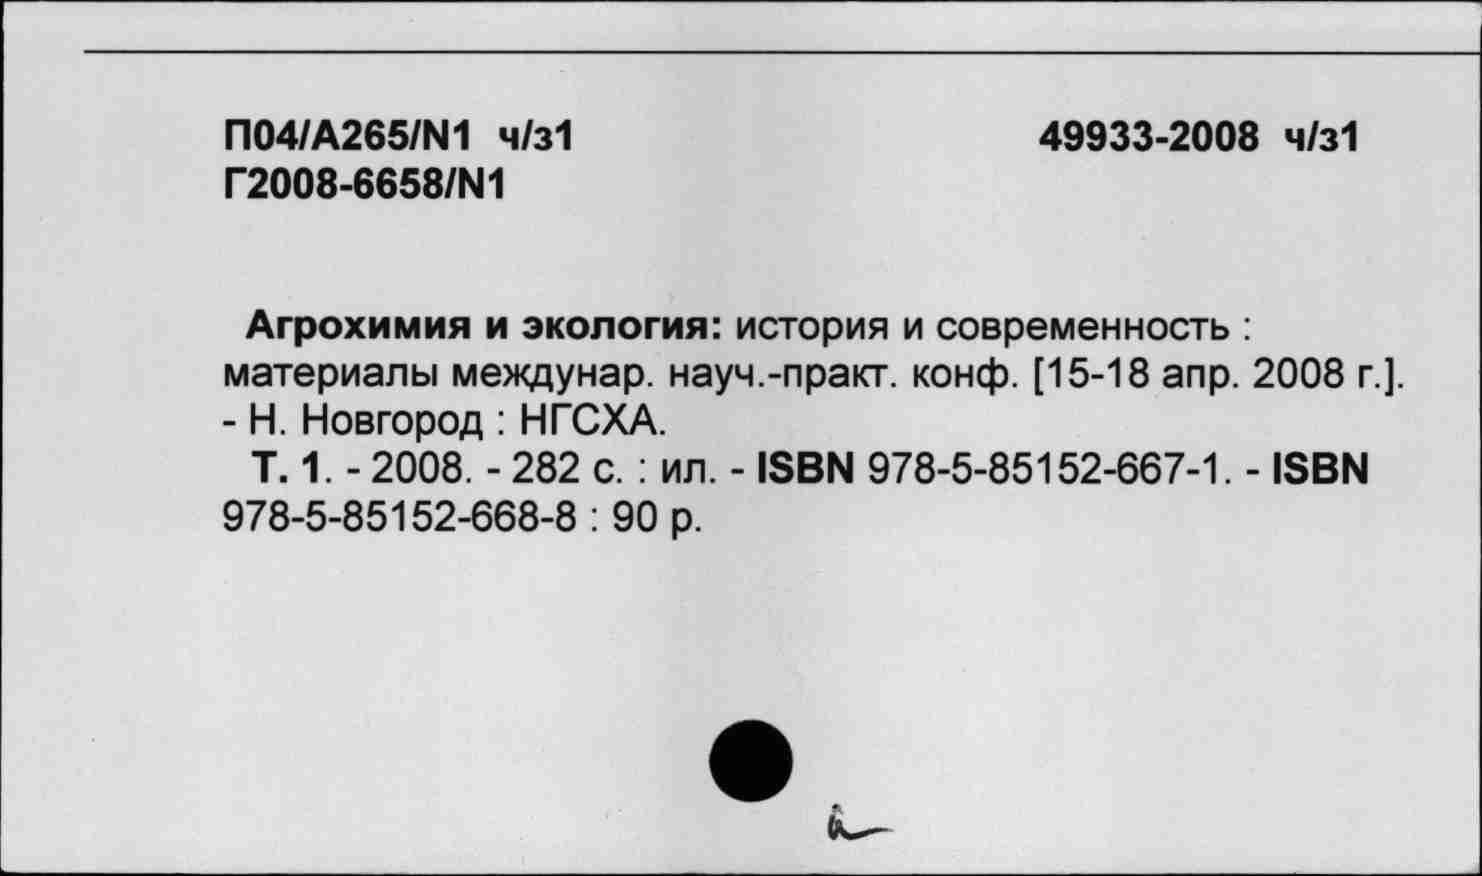 П04/А265/N1 ч/з1 49933-2008 ч/з1
Г2008-6658/N1
Агрохимия и экология: история и современность :
материалы междунар. науч.-практ. конф. [15-18 апр. 2008 г.].
- Н. Новгород : НГСХА.
Т. 1. - 2008. - 282 с. : ил. - ISBN 978-5-85152-667-1. - ISBN
978-5-85152-668-8 : 90 р.